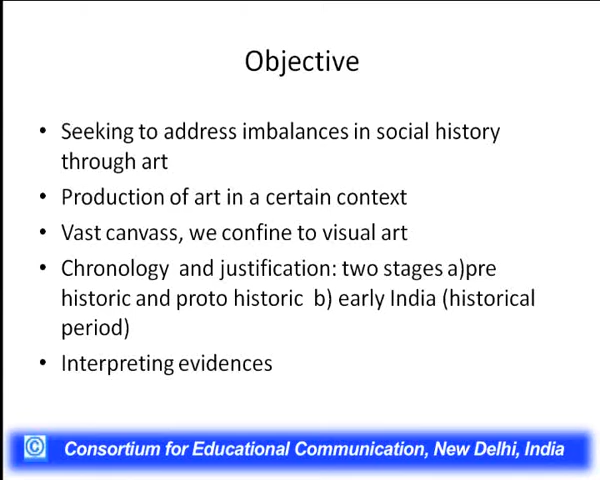 Objective
• Seeking to address imbalances in social history
through art
• Production of art in a certain context
• Vast canvass, we confine to visual art
• Chronology and justification: two stages a)pre
historic and proto historic b) early India (historical
period)
• Interpreting evidences
© Consortium for Educational Communication, New Delhi, India